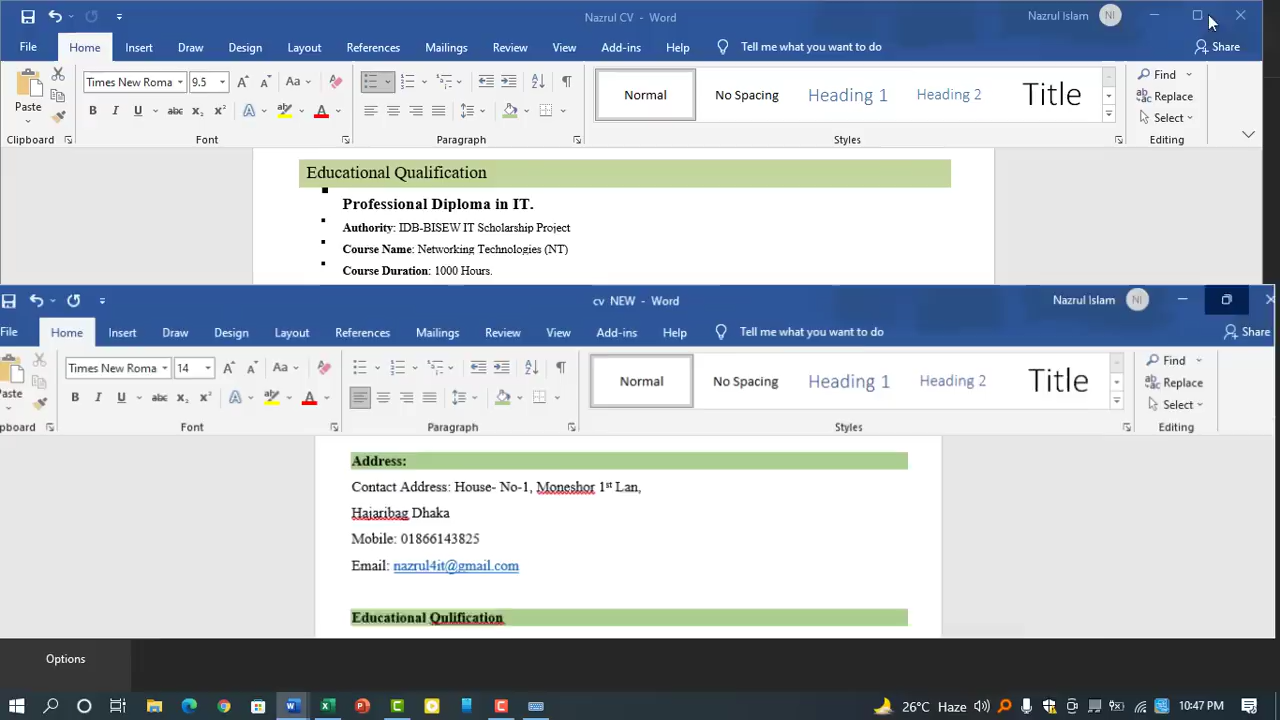 Nazrul CV - Word
Nazrul Islam NI
File Home Insert Draw Design Layout References Mailings Review View Add-ins Help Tell me what you want to do Share
Paste Times New Roma 9.5 Aa Normal No Spacing Heading 1 Heading 2 Title Find
Replace
Select
Clipboard Font Paragraph Styles Editing
Educational Qualification
Professional Diploma in IT.
Authority: IDB-BISEW IT Scholarship Project
Course Name: Networking Technologies (NT)
Course Duration: 1000 Hours.
cv NEW - Word
Nazrul Islam NI
File Home Insert Draw Design Layout References Mailings Review View Add-ins Help Tell me what you want to do Share
Paste Times New Roma 14 Aa Normal No Spacing Heading 1 Heading 2 Title Find
Replace
Select
pboard Font Paragraph Styles Editing
Address:
Contact Address: House- No-1, Moneshor 1st Lan,
Hajaribag Dhaka
Mobile: 01866143825
Email: nazrul4it@gmail.com
Educational Qulification
Options
26°C Haze 10:47 PM